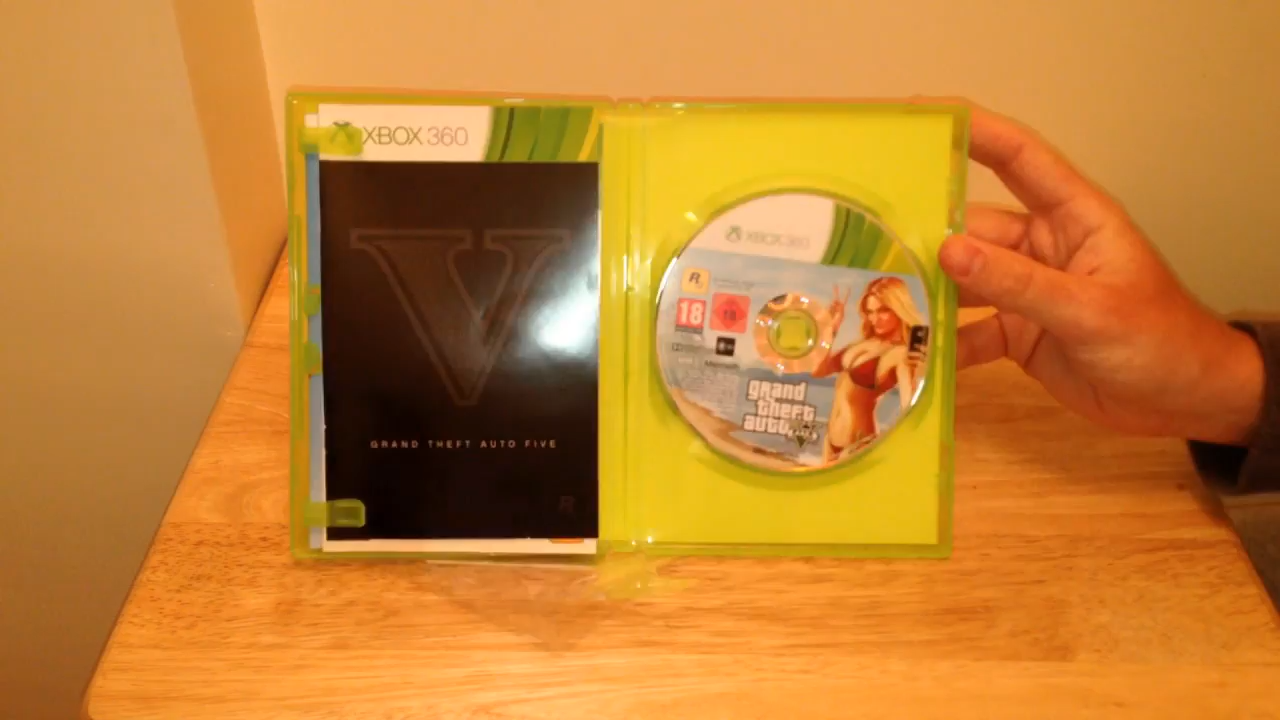 XBOX 360
V
GRAND THEFT AUTO FIVE
R
XBOX 360
R
18
18
grand
theft
auto
V